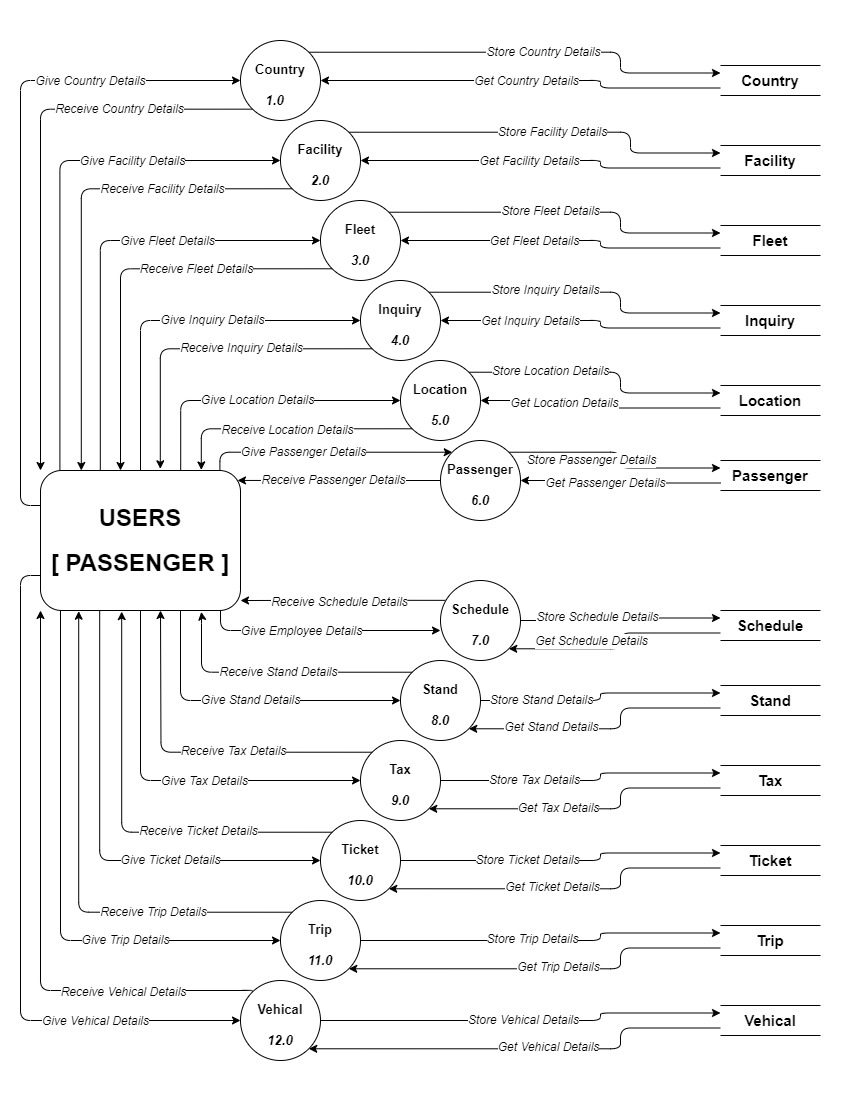 Store Country Details
Give Country Details
Country
1.0
Get Country Details
Country
Receive Country Details
Store Facility Details
Give Facility Details
Facility
2.0
Get Facility Details
Facility
Receive Facility Details
Store Fleet Details
Give Fleet Details
Fleet
3.0
Get Fleet Details
Fleet
Receive Fleet Details
Store Inquiry Details
Give Inquiry Details
Inquiry
4.0
Get Inquiry Details
Inquiry
Receive Inquiry Details
Store Location Details
Give Location Details
Location
5.0
Get Location Details
Location
Receive Location Details
Give Passenger Details
Store Passenger Details
Passenger
6.0
Receive Passenger Details
Get Passenger Details
Passenger
USERS
[ PASSENGER ]
Receive Schedule Details
Schedule
7.0
Store Schedule Details
Schedule
Give Employee Details
Get Schedule Details
Receive Stand Details
Stand
8.0
Give Stand Details
Store Stand Details
Stand
Get Stand Details
Receive Tax Details
Tax
9.0
Give Tax Details
Store Tax Details
Tax
Get Tax Details
Receive Ticket Details
Ticket
10.0
Give Ticket Details
Store Ticket Details
Ticket
Get Ticket Details
Receive Trip Details
Trip
11.0
Give Trip Details
Store Trip Details
Trip
Get Trip Details
Receive Vehical Details
Vehical
12.0
Give Vehical Details
Store Vehical Details
Vehical
Get Vehical Details